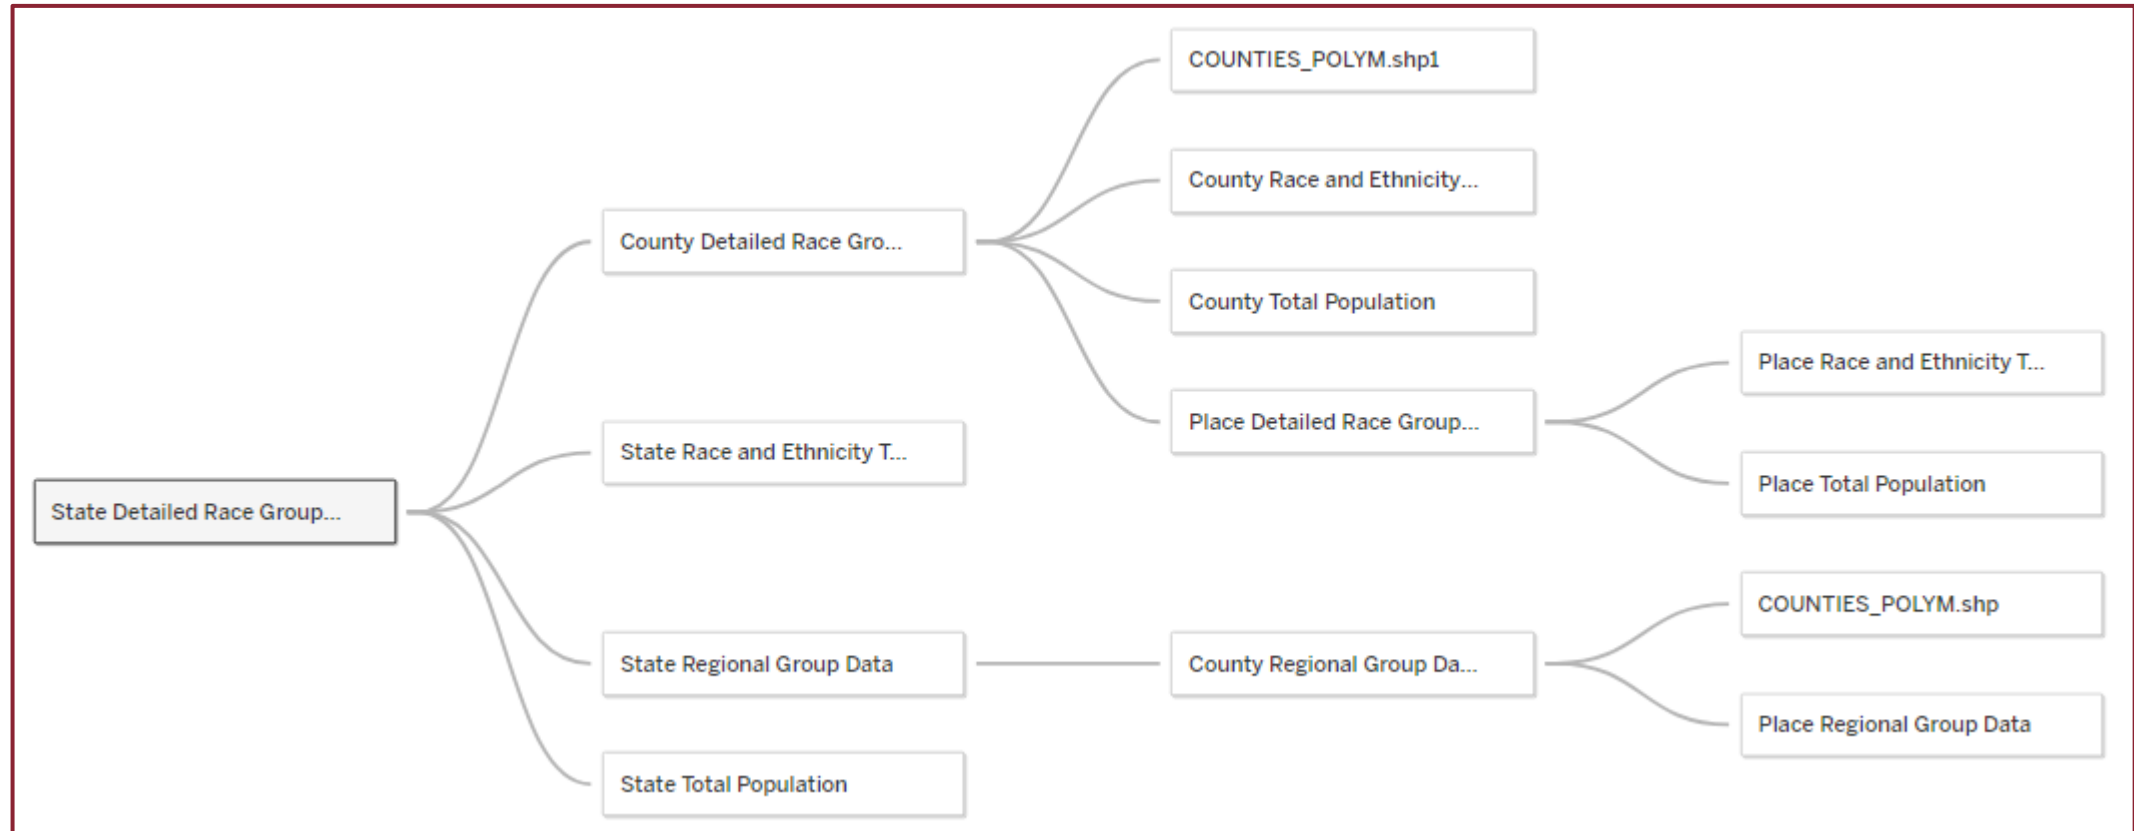 COUNTIES_POLYM.shp1
County Race and Ethnicity...
County Detailed Race Gro...
County Total Population
Place Race and Ethnicity T...
Place Detailed Race Group...
State Race and Ethnicity T...
Place Total Population
State Detailed Race Group...
COUNTIES_POLYM.shp
State Regional Group Data
County Regional Group Da...
Place Regional Group Data
State Total Population